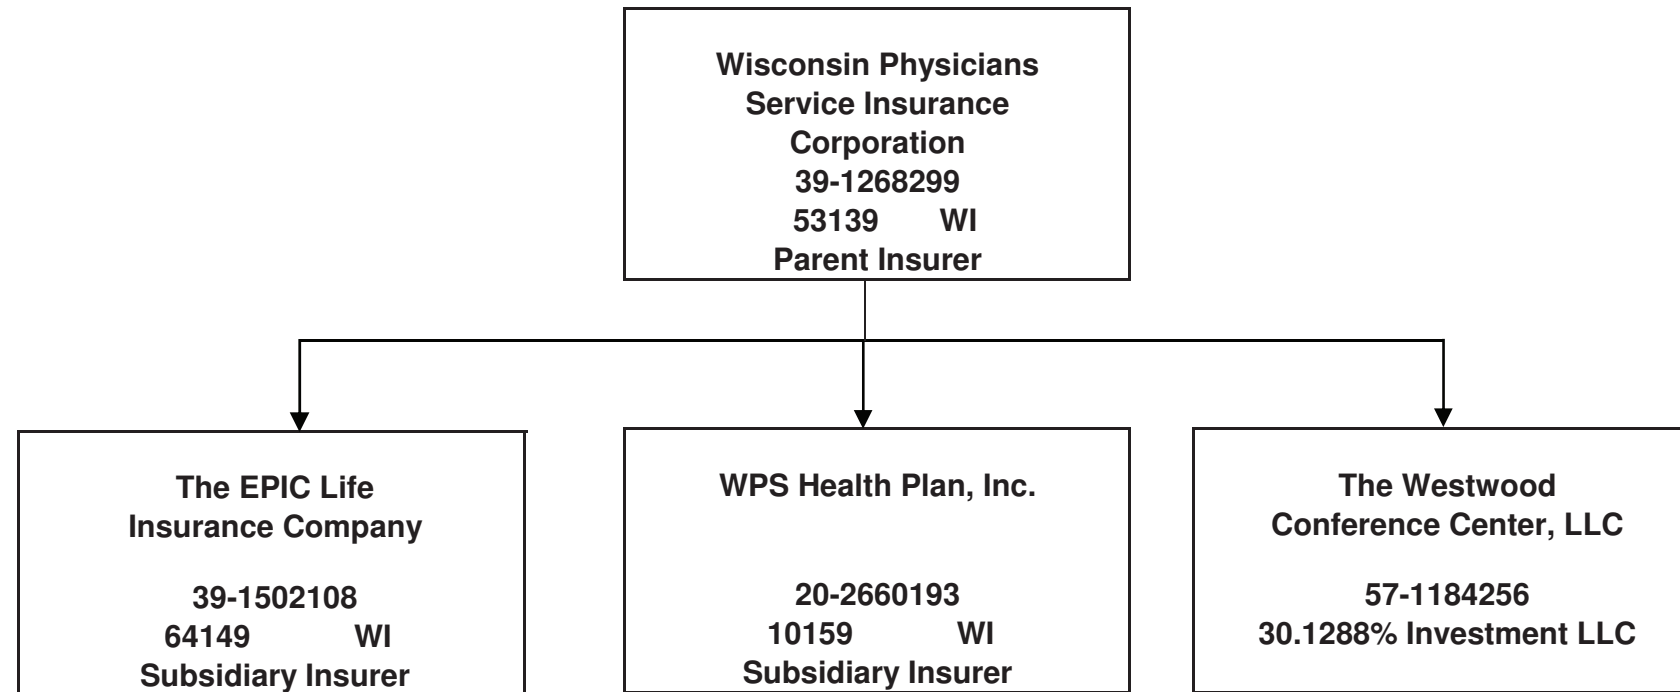 Wisconsin Physicians
Service Insurance
Corporation
39-1268299
53139 WI
Parent Insurer
The EPIC Life
Insurance Company
39-1502108
64149 WI
Subsidiary Insurer
WPS Health Plan, Inc.
20-2660193
10159 WI
Subsidiary Insurer
The Westwood
Conference Center, LLC
57-1184256
30.1288% Investment LLC